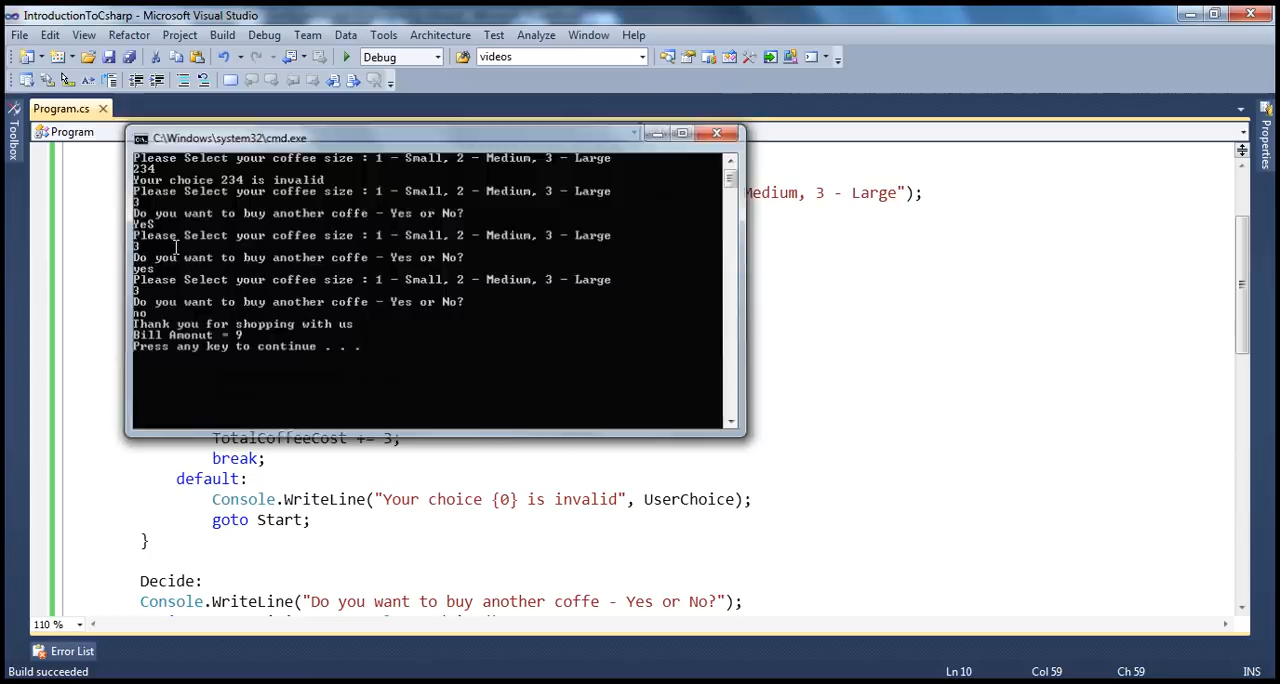 IntroductionToCsharp - Microsoft Visual Studio
File Edit View Refactor Project Build Debug Team Data Tools Architecture Test Analyze Window Help
Debug videos
Program.cs
Program
Toolbox
Properties
C:\Windows\system32\cmd.exe
Please Select your coffee size : 1 - Small, 2 - Medium, 3 - Large
234
Your choice 234 is invalid
Please Select your coffee size : 1 - Small, 2 - Medium, 3 - Large
3
Do you want to buy another coffe - Yes or No?
YeS
Please Select your coffee size : 1 - Small, 2 - Medium, 3 - Large
3
Do you want to buy another coffe - Yes or No?
yes
Please Select your coffee size : 1 - Small, 2 - Medium, 3 - Large
3
Do you want to buy another coffe - Yes or No?
no
Thank you for shopping with us
Bill Amonut = 9
Press any key to continue . . .
Medium, 3 - Large");
TotalCoffeeCost += 3;
break;
default:
Console.WriteLine("Your choice {0} is invalid", UserChoice);
goto Start;
}
Decide:
Console.WriteLine("Do you want to buy another coffe - Yes or No?");
110 %
Error List
Build succeeded Ln 10 Col 59 Ch 59 INS